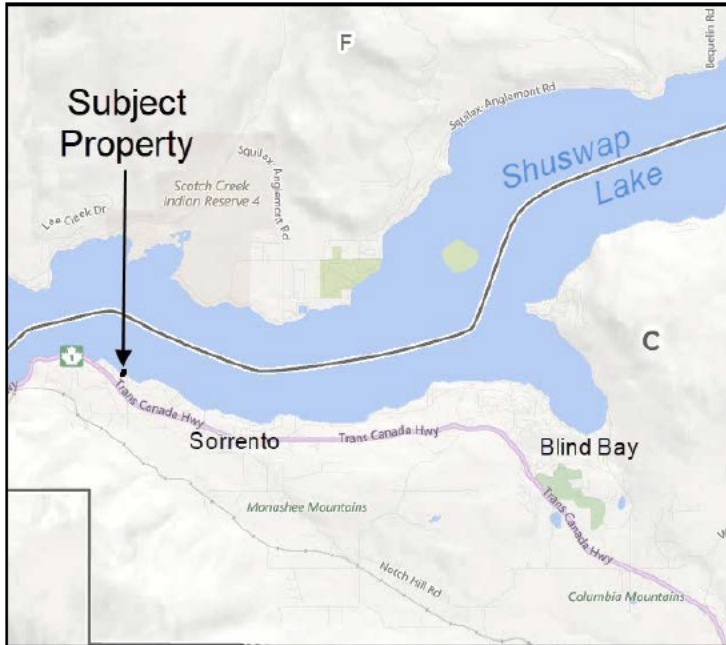 F
Bequelin Rd
Squilax-Anglemont Rd
Subject
Property
Shuswap
Lake
Squilax-Anglemont Rd
Scotch Creek
Indian Reserve 4
Lee Creek Dr
C
1
Hwy
Trans Canada Hwy
Sorrento
Trans Canada Hwy
Blind Bay
Monashee Mountains
Trans Canada Hwy
Notch Hill Rd
Columbia Mountains